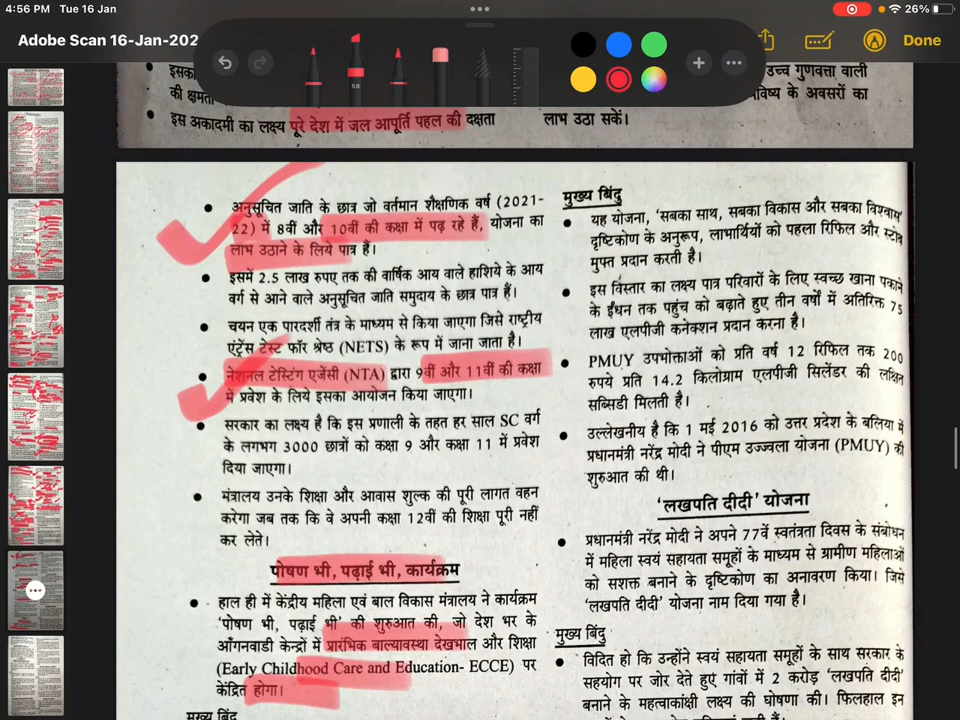 4:56 PM Tue 16 Jan
26%
Adobe Scan 16-Jan-202
58
Done
इसका
की क्षमता
इस अकादमी का लक्ष्य पूरे देश में जल आपूर्ति पहल की दक्षता
उच्च गुणवत्ता वाली
के अवसरों का
लाभ उठा सकें।
अनुसूचित जाति के छात्र जो वर्तमान शैक्षणिक वर्ष (2021-
22) में 8वीं और 10वीं की कक्षा में पढ़ रहे हैं, योजना का
लाभ उठाने के लिये पात्र हैं।
इसमें 2.5 लाख रुपए तक की वार्षिक आय वाले हाशिये के आय
वर्ग से आने वाले अनुसूचित जाति समुदाय के छात्र पात्र हैं।
चयन एक पारदर्शी तंत्र के माध्यम से किया जाएगा जिसे राष्ट्रीय
एंट्रेंस टेस्ट फॉर श्रेष्ठ (NETS) के रूप में जाना जाता है।
नेशनल टेस्टिंग एजेंसी (NTA) द्वारा 9वीं और 11वीं की कक्षा
में प्रवेश के लिये इसका आयोजन किया जाएगा।
सरकार का लक्ष्य है कि इस प्रणाली के तहत हर साल SC वर्ग
के लगभग 3000 छात्रों को कक्षा 9 और कक्षा 11 में प्रवेश
दिया जाएगा।
मंत्रालय उनके शिक्षा और आवास शुल्क की पूरी लागत वहन
करेगा जब तक कि वे अपनी कक्षा 12वीं की शिक्षा पूरी नहीं
कर लेते।
पोषण भी, पढ़ाई भी, कार्यक्रम
हाल ही में केंद्रीय महिला एवं बाल विकास मंत्रालय ने कार्यक्रम
'पोषण भी, पढ़ाई भी' की शुरुआत की, जो देश भर के
आँगनवाडी केन्द्रों में प्रारंभिक बाल्यावस्था देखभाल और शिक्षा
(Early Childhood Care and Education- ECCE) पर
केंद्रित होगा।
मुख्य बिंदु
मुख्य बिंदु
यह योजना, 'सबका साथ, सबका विकास और सबका विश्वास'
दृष्टिकोण के अनुरूप, लाभार्थियों को पहला रिफिल और स्टोव
मुफ्त प्रदान करती है।
इस विस्तार का लक्ष्य पात्र परिवारों के लिए स्वच्छ खाना पकाने
के ईंधन तक पहुंच को बढ़ाते हुए तीन वर्षों में अतिरिक्त 75
लाख एलपीजी कनेक्शन प्रदान करना है।
PMUY उपभोक्ताओं को प्रति वर्ष 12 रिफिल तक 200
रुपये प्रति 14.2 किलोग्राम एलपीजी सिलेंडर की लक्षित
सब्सिडी मिलती है।
उल्लेखनीय है कि 1 मई 2016 को उत्तर प्रदेश के बलिया में
प्रधानमंत्री नरेंद्र मोदी ने पीएम उज्ज्वला योजना (PMUY) की
शुरुआत की थी।
'लखपति दीदी' योजना
प्रधानमंत्री नरेंद्र मोदी ने अपने 77वें स्वतंत्रता दिवस के संबोधन
में महिला स्वयं सहायता समूहों के माध्यम से ग्रामीण महिलाओं
को सशक्त बनाने के दृष्टिकोण का अनावरण किया। जिसे
'लखपति दीदी' योजना नाम दिया गया है।
मुख्य बिंदु
विदित हो कि उन्होंने स्वयं सहायता समूहों के साथ सरकार के
सहयोग पर जोर देते हुए गांवों में 2 करोड़ 'लखपति दीदी'
बनाने के महत्वाकांक्षी लक्ष्य की घोषणा की। फिलहाल इन